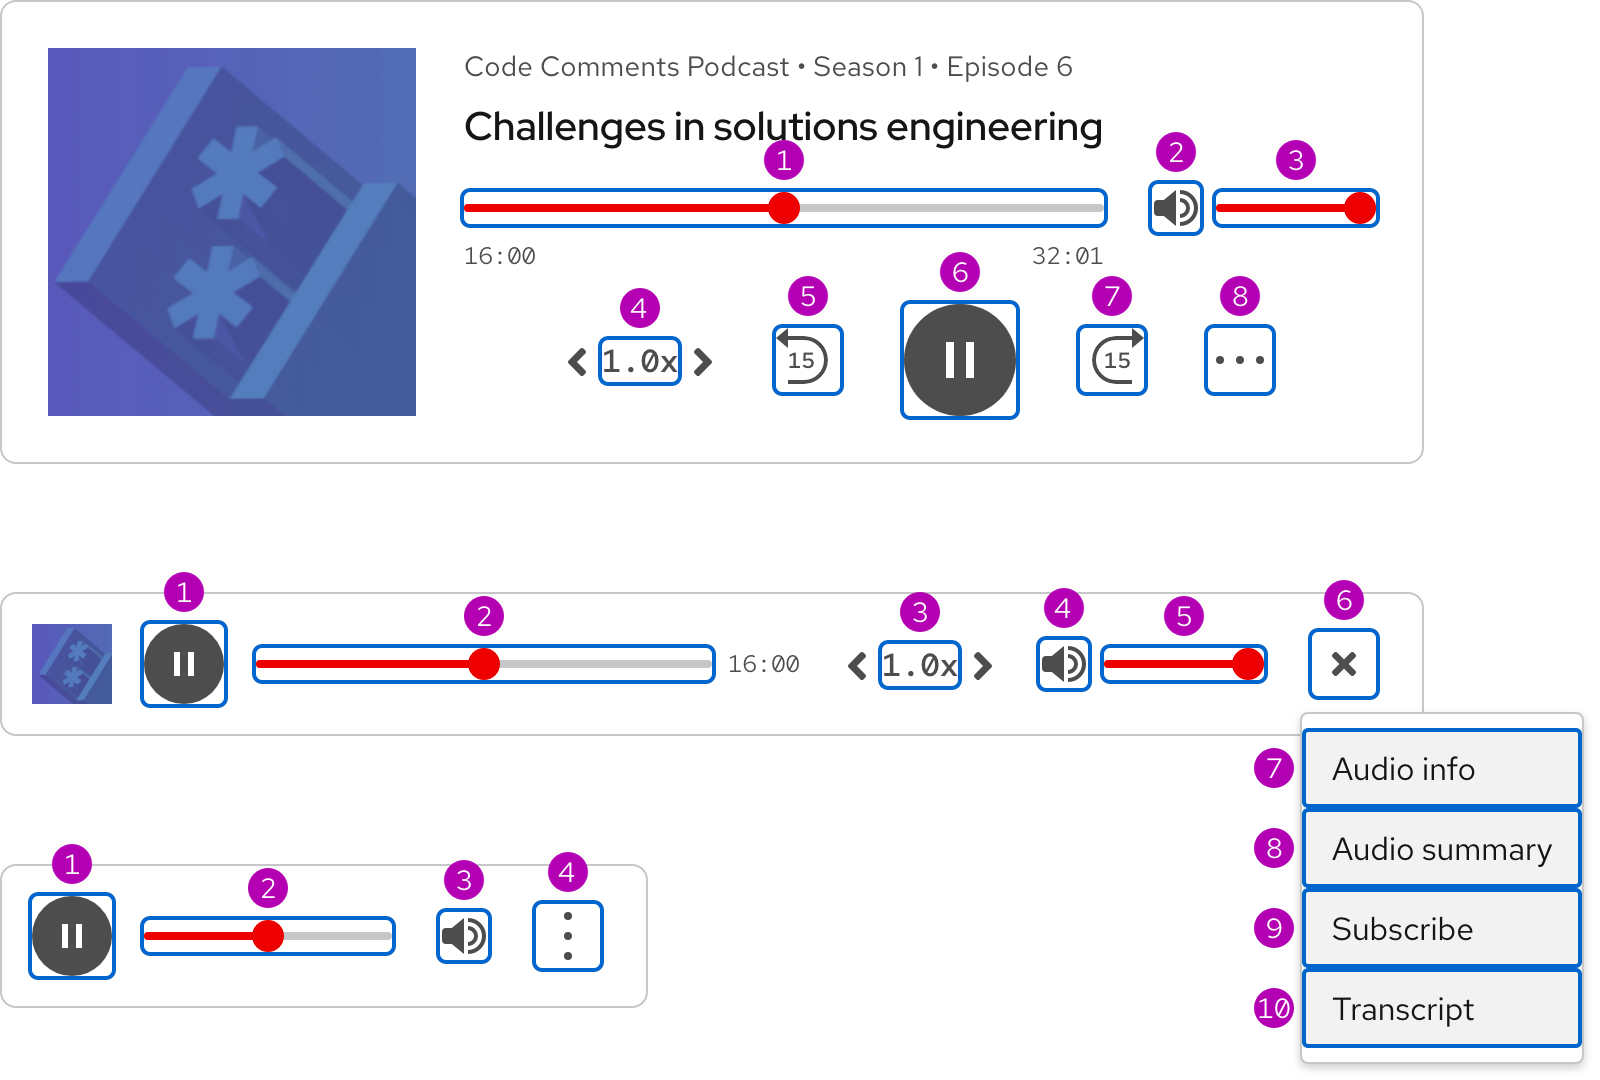 Code Comments Podcast • Season 1 • Episode 6
Challenges in solutions engineering
1
2
3
16:00
32:01
4
5
6
7
8
1.0x
15
15
1
2
3
4
5
6
16:00
1.0x
7 Audio info
8 Audio summary
9 Subscribe
10 Transcript
1
2
3
4